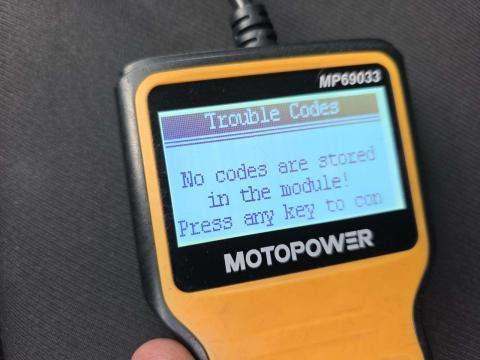 MP69033
Trouble Codes
No codes are stored
in the module!
Press any key to con
MOTOPOWER